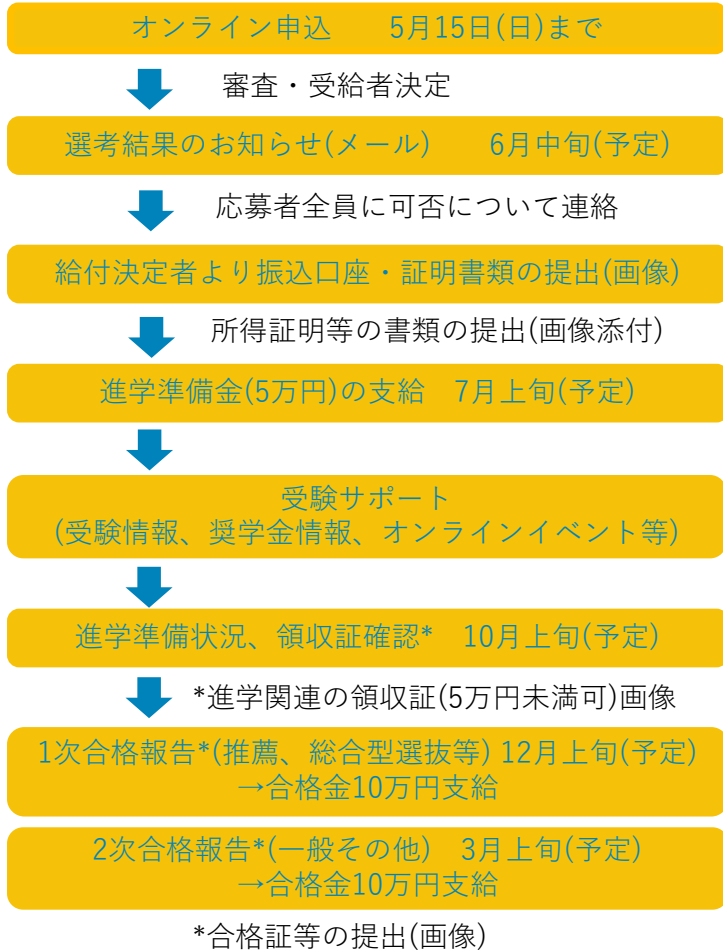 オンライン申込　　5月15日(日)まで
審査・受給者決定
選考結果のお知らせ(メール)　　6月中旬(予定)
応募者全員に可否について連絡
給付決定者より振込口座・証明書類の提出(画像)
所得証明等の書類の提出(画像添付)
進学準備金(5万円)の支給　7月上旬(予定)
受験サポート
(受験情報、奨学金情報、オンラインイベント等)
進学準備状況、領収証確認*　10月上旬(予定)
*進学関連の領収証(5万円未満可)画像
1次合格報告*(推薦、総合型選抜等) 12月上旬(予定)
→合格金10万円支給
2次合格報告*(一般その他)　3月上旬(予定)
→合格金10万円支給
*合格証等の提出(画像)